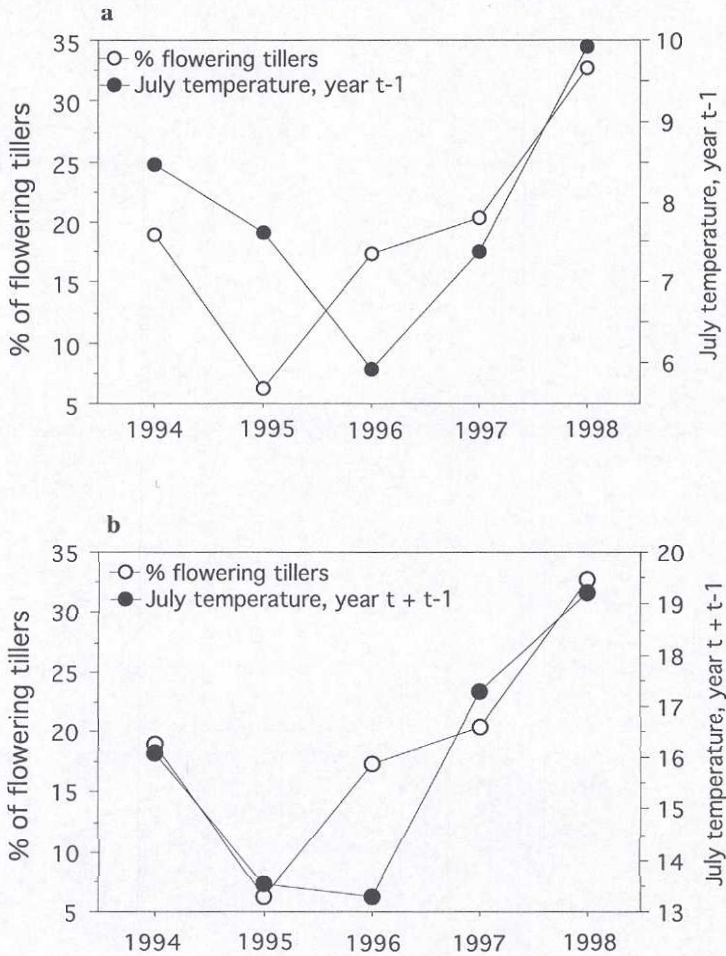 a
% flowering tillers
July temperature, year t-1
% of flowering tillers
35
30
25
20
15
10
5
10
9
8
7
6
July temperature, year t-1
1994 1995 1996 1997 1998
b
% flowering tillers
July temperature, year t + t-1
% of flowering tillers
35
30
25
20
15
10
5
20
19
18
17
16
15
14
13
July temperature, year t + t-1
1994 1995 1996 1997 1998